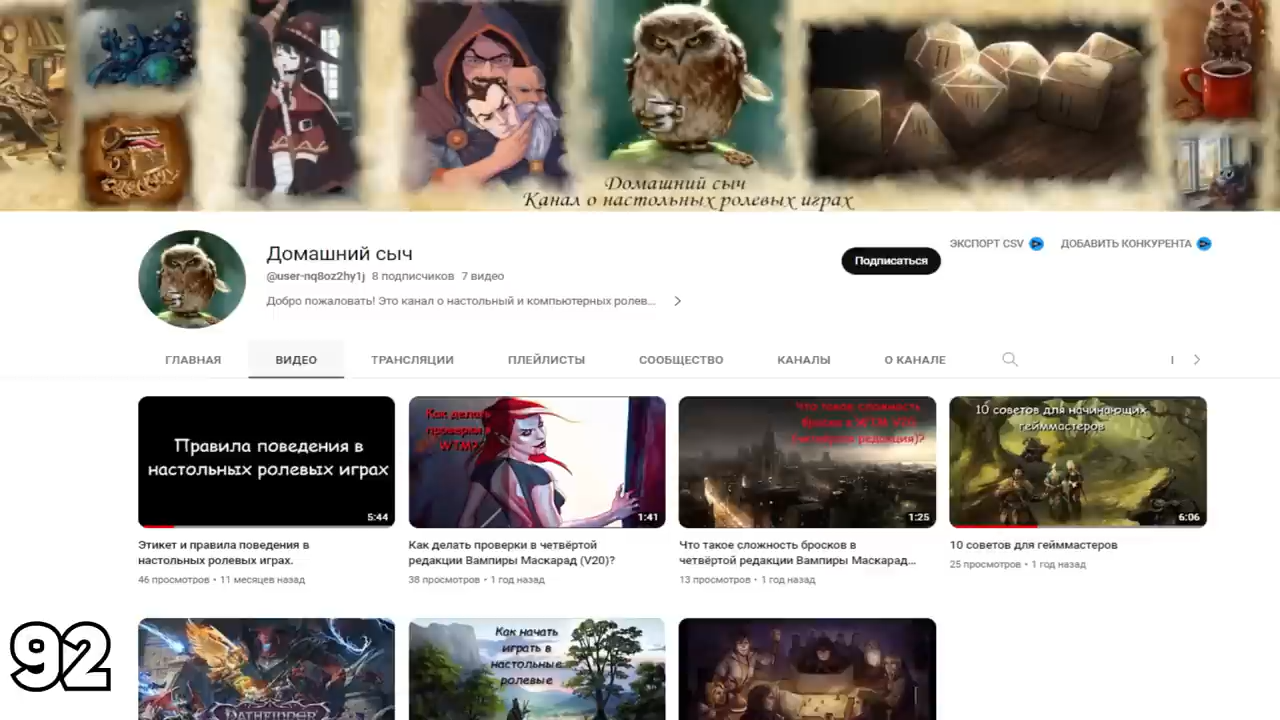 Домашний сыч
Канал о настольных ролевых играх
Домашний сыч
@user-nq8oz2hy1j 8 подписчиков 7 видео
Добро пожаловать! Это канал о настольный и компьютерных ролев...
Подписаться
ЭКСПОРТ CSV
ДОБАВИТЬ КОНКУРЕНТА
ГЛАВНАЯ
ВИДЕО
ТРАНСЛЯЦИИ
ПЛЕЙЛИСТЫ
СООБЩЕСТВО
КАНАЛЫ
О КАНАЛЕ
Правила поведения в
настольных ролевых играх
5:44
Как делать
проверки в
WTM?
1:41
Что такое сложность
бросков в WTM V20
(четвёртая редакция)?
1:25
10 советов для начинающих
гейммастеров
6:06
Этикет и правила поведения в
настольных ролевых играх.
46 просмотров • 11 месяцев назад
Как делать проверки в четвёртой
редакции Вампиры Маскарад (V20)?
38 просмотров • 1 год назад
Что такое сложность бросков в
четвёртой редакции Вампиры Маскарад...
13 просмотров • 1 год назад
10 советов для геймmастеров
25 просмотров • 1 год назад
92
PATHFINDER
Как начать
играть в
настольные
ролевые